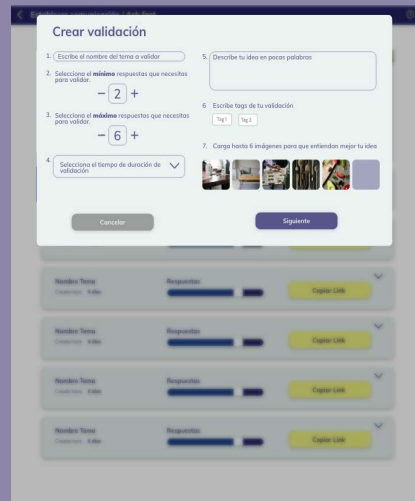 Crear validación
1. Escribe el nombre del tema a validar
2. Selecciona el mínimo respuestas que necesitas
para validar.
- 2 +
3. Selecciona el máximo respuestas que necesitas
para validar.
- 6 +
4. Selecciona el tiempo de duración de
validación
5. Describe tu idea en pocas palabras
6 Escribe tags de tu validación
Tag 1 Tag 2
7. Carga hasta 6 imágenes para que entiendan mejor tu idea
Cancelar
Siguiente
Nombre Tema Respuestas
Copiar Link
Nombre Tema Respuestas
Copiar Link
Nombre Tema Respuestas
Copiar Link
Nombre Tema Respuestas
Copiar Link